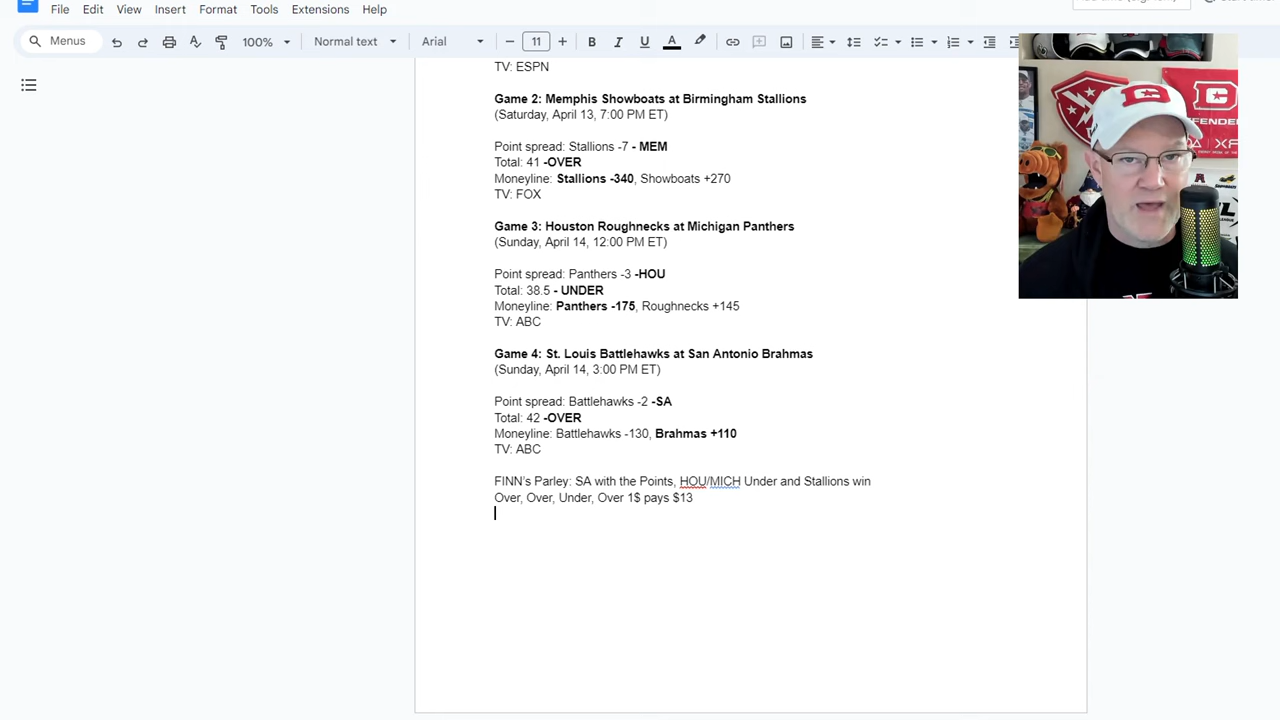 File Edit View Insert Format Tools Extensions Help
Menus 100% Normal text Arial 11 B I U A
TV: ESPN
Game 2: Memphis Showboats at Birmingham Stallions
(Saturday, April 13, 7:00 PM ET)
Point spread: Stallions -7 - MEM
Total: 41 -OVER
Moneyline: Stallions -340, Showboats +270
TV: FOX
Game 3: Houston Roughnecks at Michigan Panthers
(Sunday, April 14, 12:00 PM ET)
Point spread: Panthers -3 -HOU
Total: 38.5 - UNDER
Moneyline: Panthers -175, Roughnecks +145
TV: ABC
Game 4: St. Louis Battlehawks at San Antonio Brahmas
(Sunday, April 14, 3:00 PM ET)
Point spread: Battlehawks -2 -SA
Total: 42 -OVER
Moneyline: Battlehawks -130, Brahmas +110
TV: ABC
FINN's Parley: SA with the Points, HOU/MICH Under and Stallions win
Over, Over, Under, Over 1$ pays $13